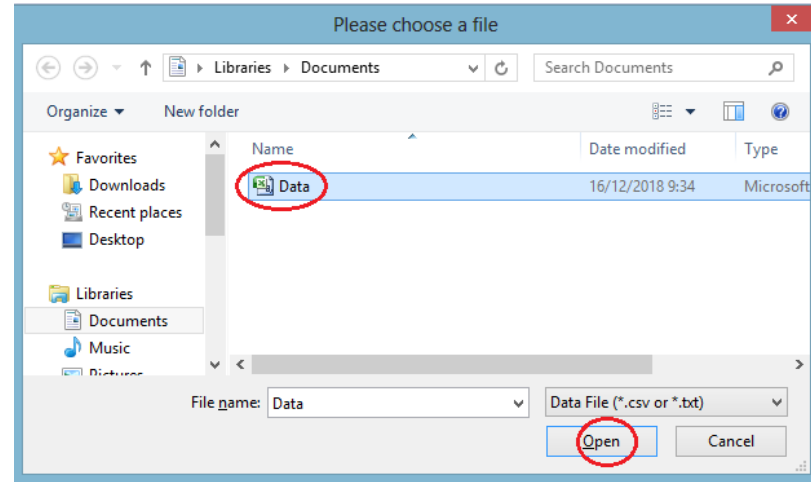 Please choose a file
Libraries Documents
Search Documents
Organize New folder
Name Date modified Type
Favorites
Data 16/12/2018 9:34 Microsoft
Downloads
Recent places
Desktop
Libraries
Documents
Music
Pictures
File name: Data Data File (*.csv or *.txt)
Open Cancel